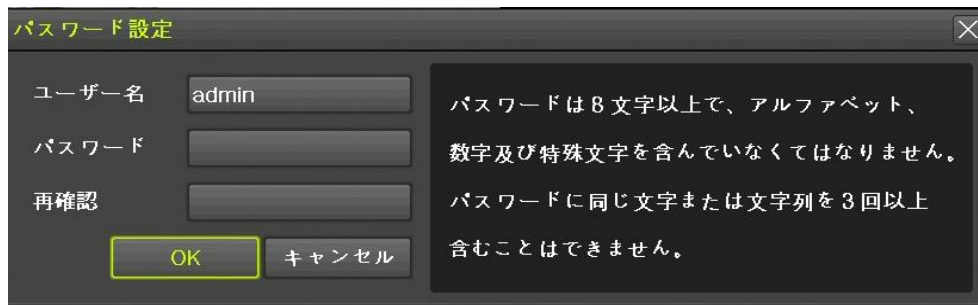 パスワード設定
ユーザー名 admin
パスワード
再確認
OK キャンセル
パスワードは8文字以上で、アルファベット、
数字及び特殊文字を含んでいなくてはなりません。
パスワードに同じ文字または文字列を3回以上
含むことはできません。